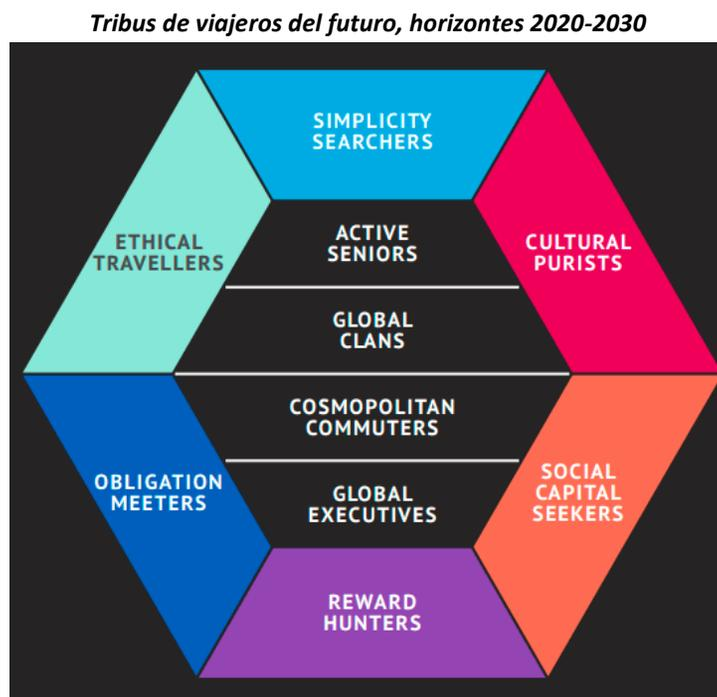 Tribus de viajeros del futuro, horizontes 2020-2030
SIMPLICITY
SEARCHERS
ETHICAL
TRAVELLERS
ACTIVE
SENIORS
CULTURAL
PURISTS
GLOBAL
CLANS
COSMOPOLITAN
COMMUTERS
OBLIGATION
MEETERS
GLOBAL
EXECUTIVES
SOCIAL
CAPITAL
SEEKERS
REWARD
HUNTERS